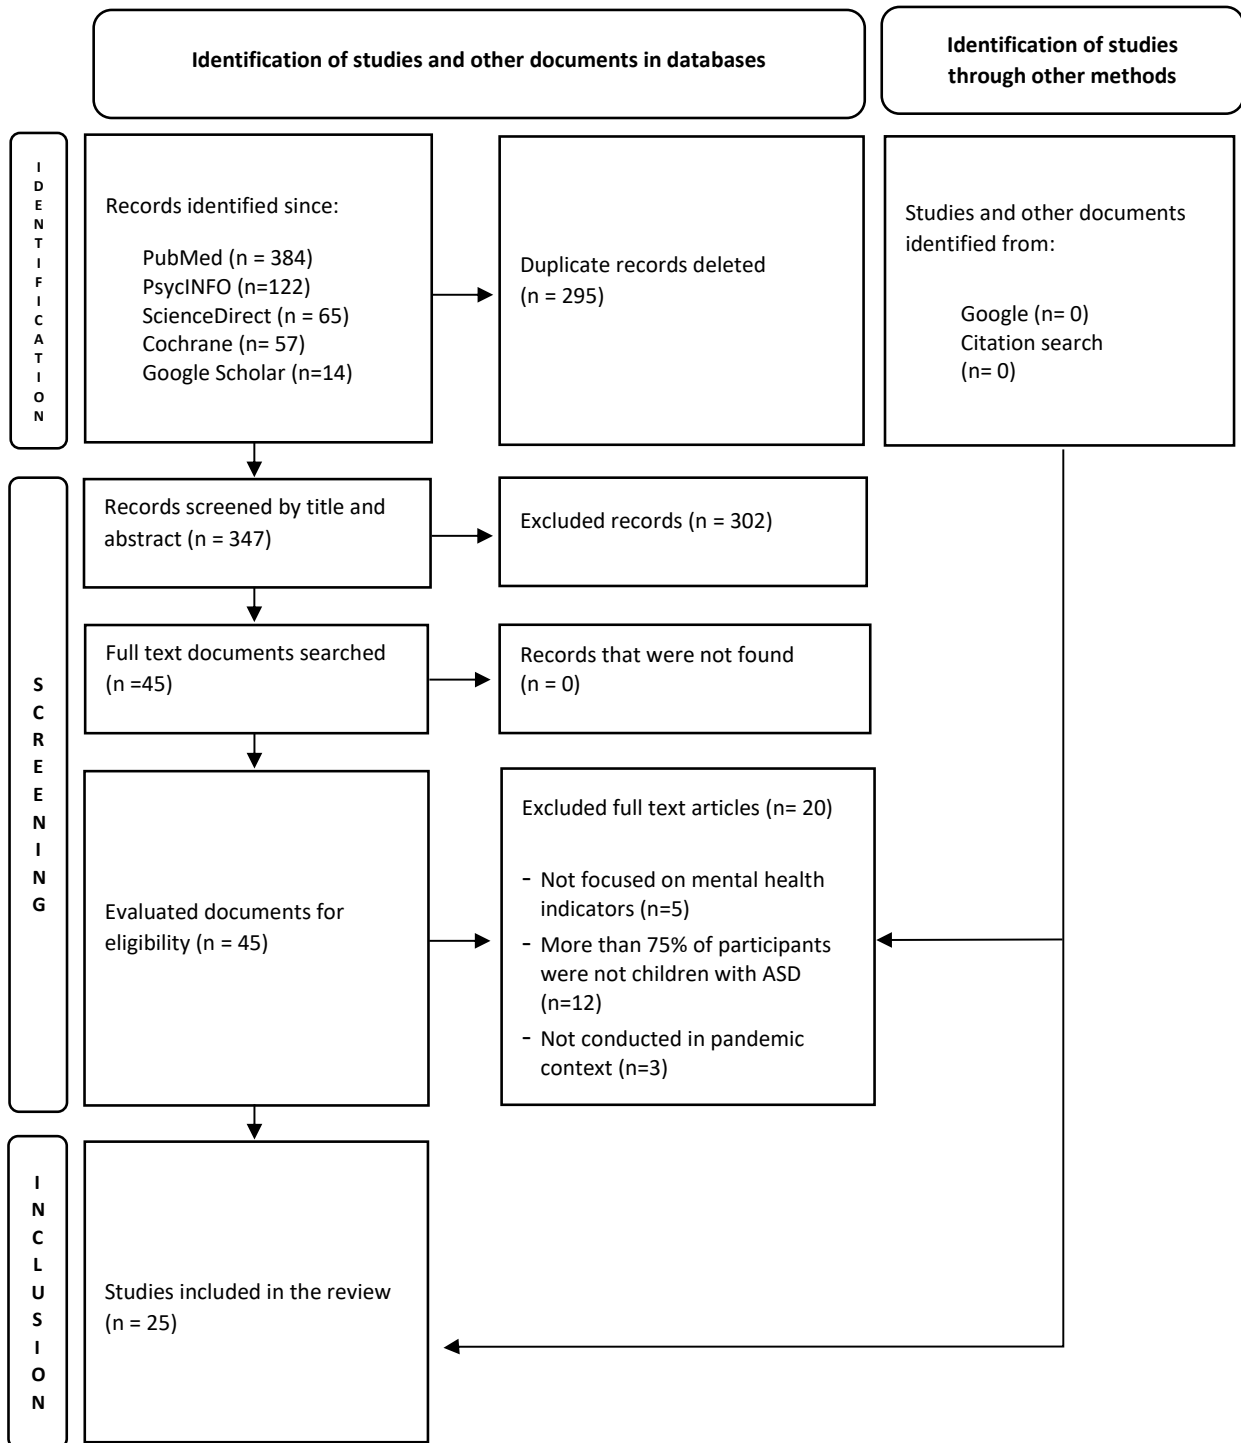 Identification of studies and other documents in databases
Identification of studies
through other methods
IDENTIFICATION
Records identified since:
PubMed (n = 384)
PsycINFO (n=122)
ScienceDirect (n = 65)
Cochrane (n= 57)
Google Scholar (n=14)
Duplicate records deleted
(n = 295)
Studies and other documents
identified from:
Google (n= 0)
Citation search
(n= 0)
SCREENING
Records screened by title and
abstract (n = 347)
Excluded records (n = 302)
Full text documents searched
(n =45)
Records that were not found
(n = 0)
Evaluated documents for
eligibility (n = 45)
Excluded full text articles (n= 20)
- Not focused on mental health
indicators (n=5)
- More than 75% of participants
were not children with ASD
(n=12)
- Not conducted in pandemic
context (n=3)
INCLUSION
Studies included in the review
(n = 25)